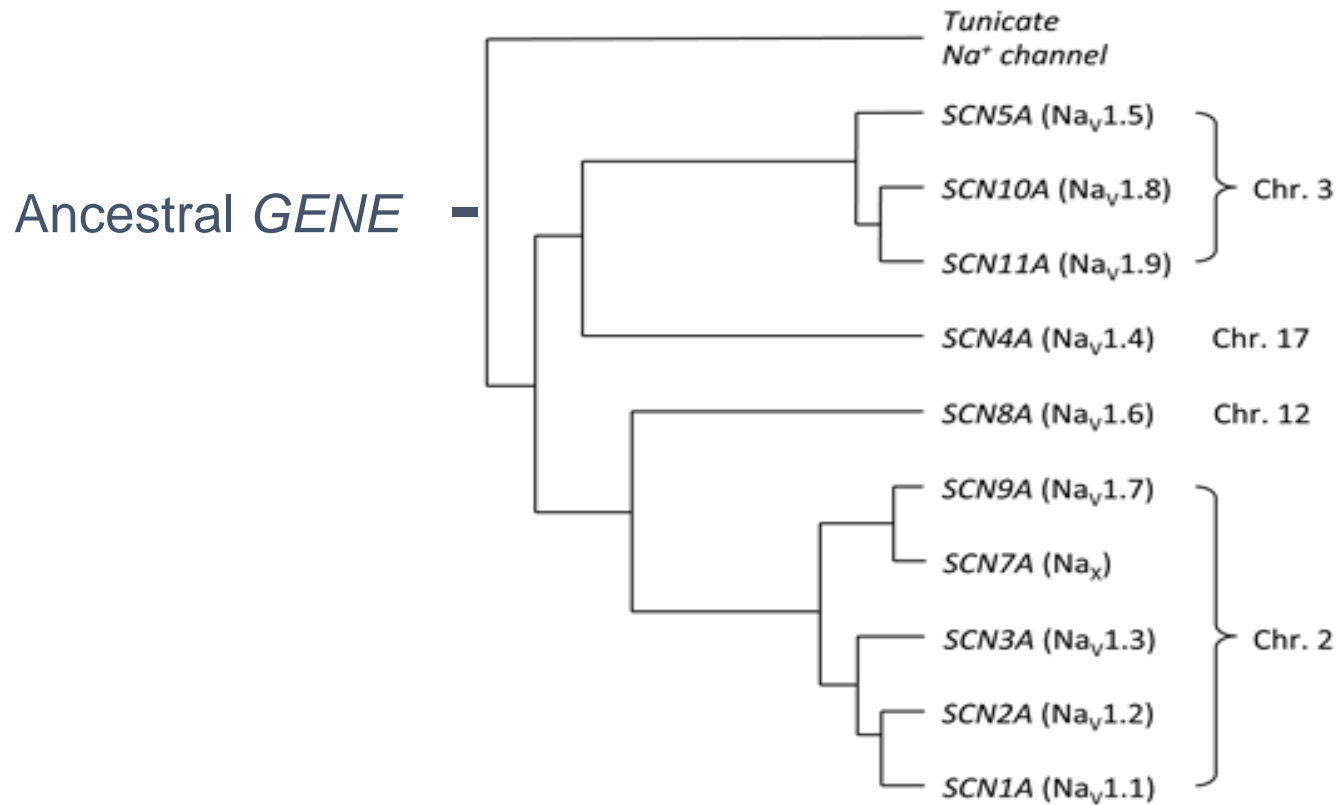 Tunicate
Na⁺ channel
SCN5A (Naᵥ1.5)
Ancestral GENE
SCN10A (Naᵥ1.8) Chr. 3
SCN11A (Naᵥ1.9)
SCN4A (Naᵥ1.4) Chr. 17
SCN8A (Naᵥ1.6) Chr. 12
SCN9A (Naᵥ1.7)
SCN7A (Naₓ)
SCN3A (Naᵥ1.3) Chr. 2
SCN2A (Naᵥ1.2)
SCN1A (Naᵥ1.1)